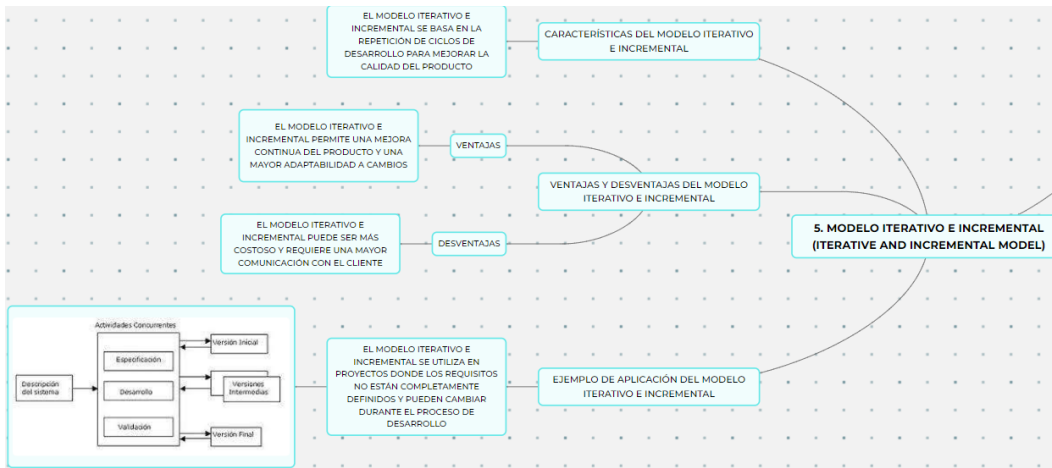 EL MODELO ITERATIVO E
INCREMENTAL SE BASA EN LA
REPETICIÓN DE CICLOS DE
DESARROLLO PARA MEJORAR LA
CALIDAD DEL PRODUCTO
CARACTERÍSTICAS DEL MODELO ITERATIVO
E INCREMENTAL
EL MODELO ITERATIVO E
INCREMENTAL PERMITE UNA MEJORA
CONTINUA DEL PRODUCTO Y UNA
MAYOR ADAPTABILIDAD A CAMBIOS
VENTAJAS
VENTAJAS Y DESVENTAJAS DEL MODELO
ITERATIVO E INCREMENTAL
EL MODELO ITERATIVO E
INCREMENTAL PUEDE SER MÁS
COSTOSO Y REQUIERE UNA MAYOR
COMUNICACIÓN CON EL CLIENTE
DESVENTAJAS
5. MODELO ITERATIVO E INCREMENTAL
(ITERATIVE AND INCREMENTAL MODEL)
Actividades Concurrentes
Descripción
del sistema
Especificación
Desarrollo
Validación
Versión Inicial
Versiones
Intermedias
Versión Final
EL MODELO ITERATIVO E
INCREMENTAL SE UTILIZA EN
PROYECTOS DONDE LOS REQUISITOS
NO ESTÁN COMPLETAMENTE
DEFINIDOS Y PUEDEN CAMBIAR
DURANTE EL PROCESO DE
DESARROLLO
EJEMPLO DE APLICACIÓN DEL MODELO
ITERATIVO E INCREMENTAL